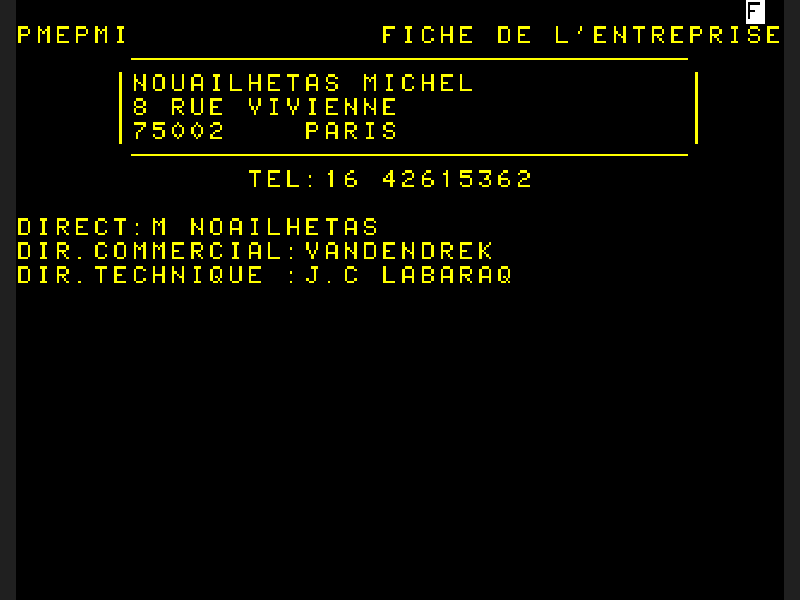 F
PMEPMI FICHE DE L'ENTREPRISE
NOUAILHETAS MICHEL
8 RUE VIVIENNE
75002 PARIS
TEL:16 42615362
DIRECT:M NOAILHETAS
DIR.COMMERCIAL:VANDENDREK
DIR.TECHNIQUE :J.C LABARAQ